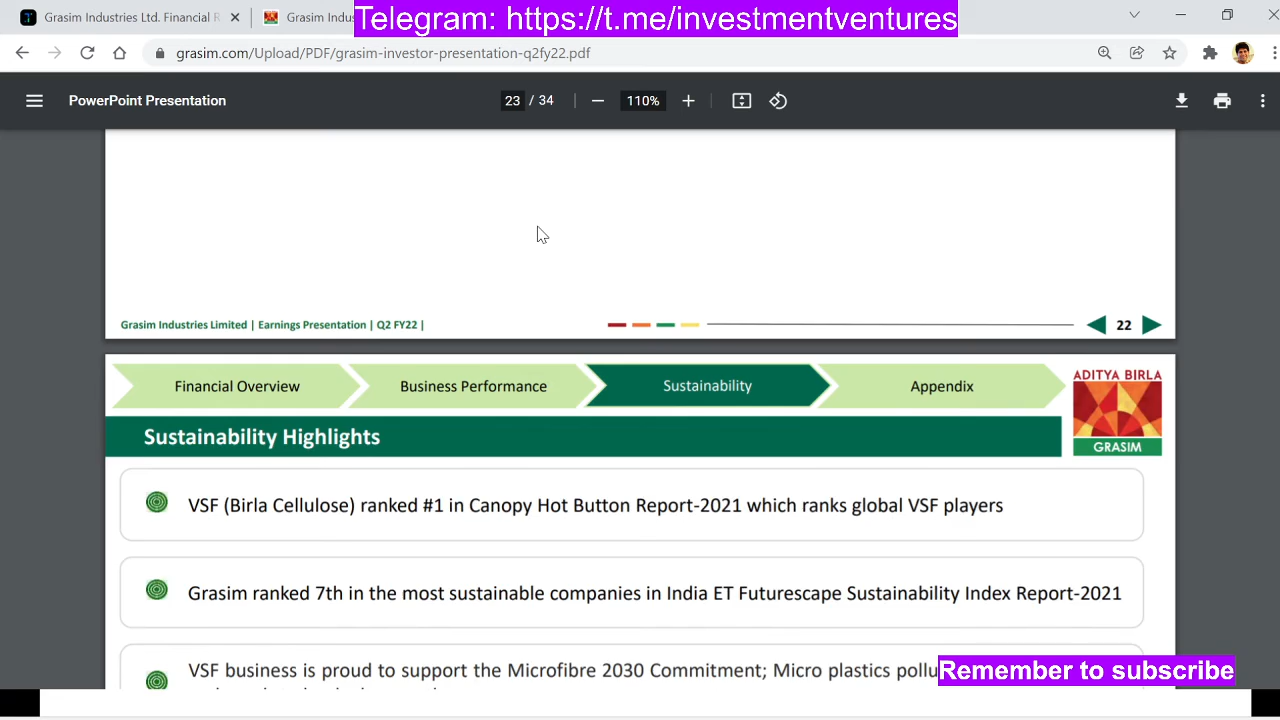 Telegram: https://t.me/investmentventures
Grasim Industries Ltd. Financial R
Grasim Indus
grasim.com/Upload/PDF/grasim-investor-presentation-q2fy22.pdf
PowerPoint Presentation
23 / 34
110%
Grasim Industries Limited | Earnings Presentation | Q2 FY22 |
22
Financial Overview
Business Performance
Sustainability
Appendix
ADITYA BIRLA
GRASIM
Sustainability Highlights
VSF (Birla Cellulose) ranked #1 in Canopy Hot Button Report-2021 which ranks global VSF players
Grasim ranked 7th in the most sustainable companies in India ET Futurescape Sustainability Index Report-2021
VSF business is proud to support the Microfibre 2030 Commitment; Micro plastics pollu
Remember to subscribe